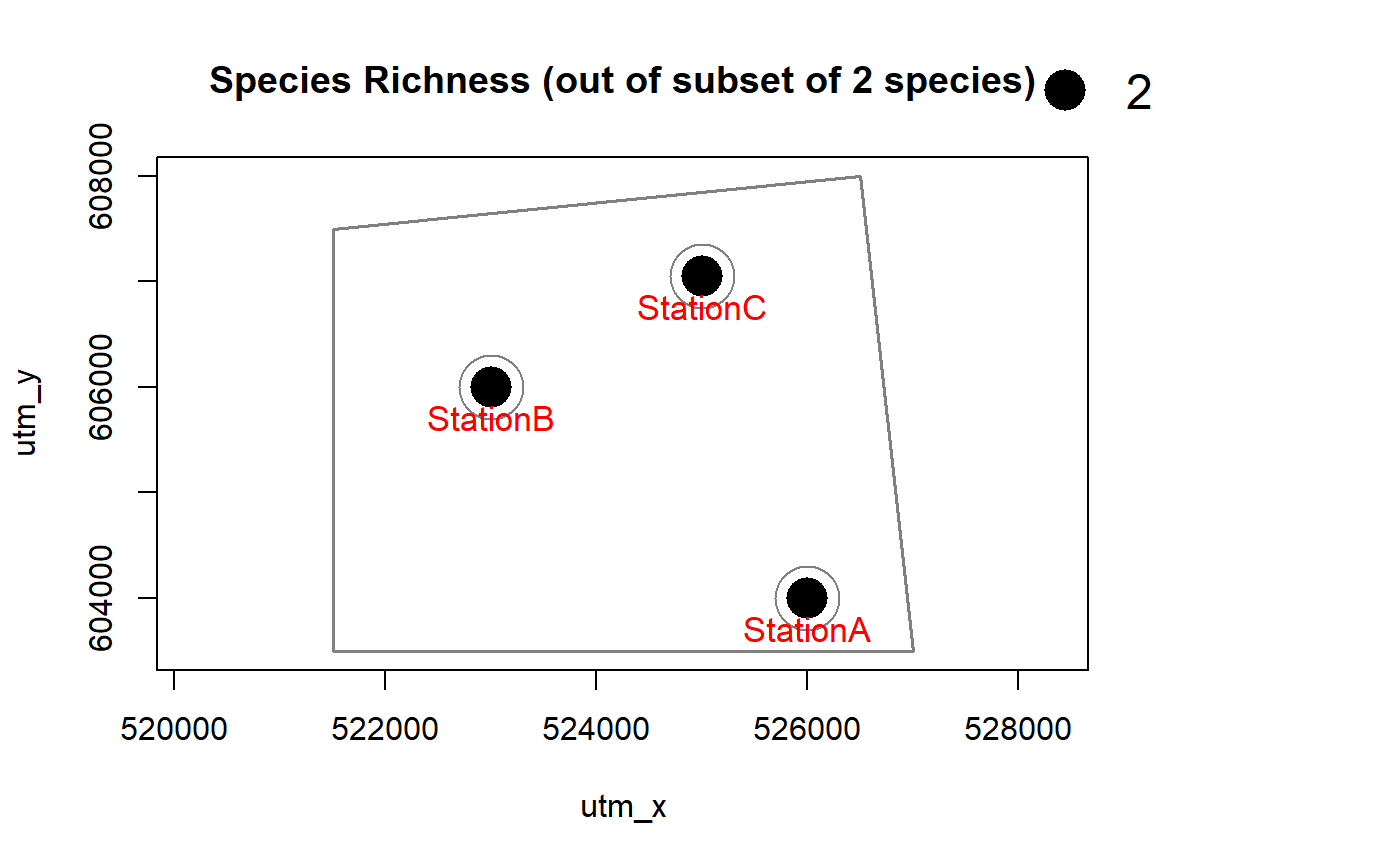 Species Richness (out of subset of 2 species)
2
608000
606000
604000
utm_y
StationC
StationB
StationA
520000 522000 524000 526000 528000
utm_x